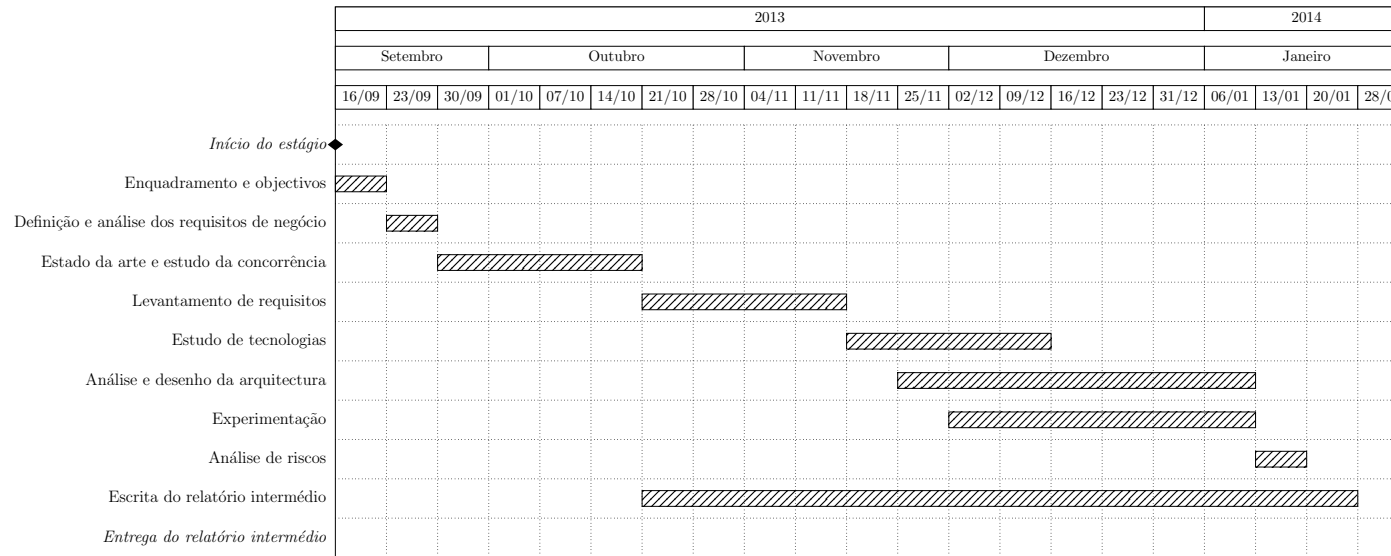 2013 2014
Setembro Outubro Novembro Dezembro Janeiro
16/09 23/09 30/09 01/10 07/10 14/10 21/10 28/10 04/11 11/11 18/11 25/11 02/12 09/12 16/12 23/12 31/12 06/01 13/01 20/01 28/0
Início do estágio
Enquadramento e objectivos
Definição e análise dos requisitos de negócio
Estado da arte e estudo da concorrência
Levantamento de requisitos
Estudo de tecnologias
Análise e desenho da arquitectura
Experimentação
Análise de riscos
Escrita do relatório intermédio
Entrega do relatório intermédio